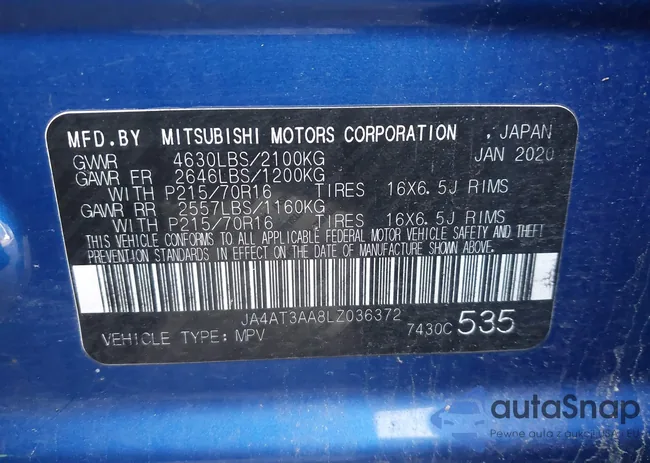 MFD.BY MITSUBISHI MOTORS CORPORATION , JAPAN
GVWR 4630LBS/2100KG JAN 2020
GAWR FR 2646LBS/1200KG
WITH P215/70R16 TIRES 16X6.5J RIMS
GAWR RR 2557LBS/1160KG
WITH P215/70R16 TIRES 16X6.5J RIMS
THIS VEHICLE CONFORMS TO ALL APPLICABLE FEDERAL MOTOR VEHICLE SAFETY AND THEFT
PREVENTION STANDARDS IN EFFECT ON THE DATE OF MANUFACTURE SHOWN ABOVE.
JA4AT3AA8LZ036372
VEHICLE TYPE: MPV 7430C 535
autaSnap
Pewne auta z aukcji